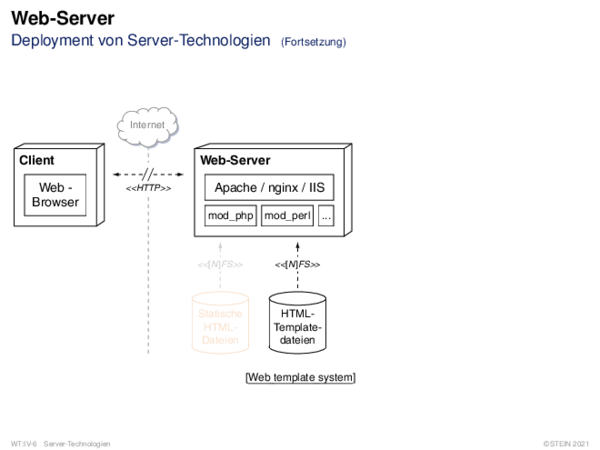 Web-Server
Deployment von Server-Technologien (Fortsetzung)
Internet
Client
Web -
Browser
<<HTTP>>
Web-Server
Apache / nginx / IIS
mod_php
mod_perl
...
<<[N]FS>>
<<[N]FS>>
Statische
HTML-
Dateien
HTML-
Template-
dateien
[Web template system]
WT:IV-6 Server-Technologien
©STEIN 2021